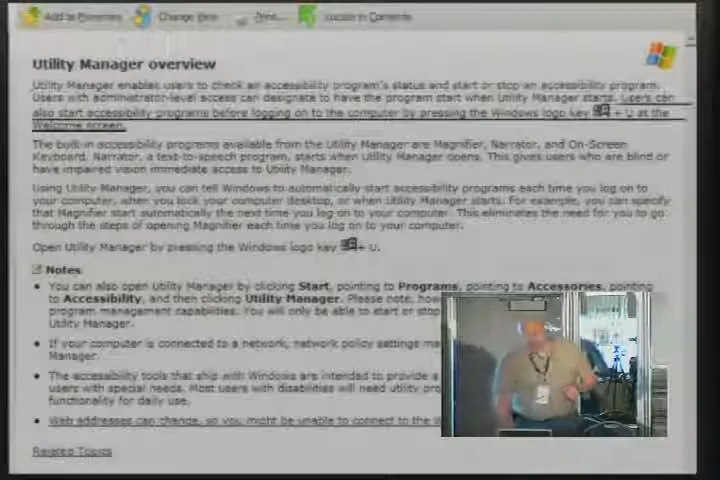 Add to Favorites Change View Print... Locate in Contents
Utility Manager overview
Utility Manager enables users to check an accessibility program's status and start or stop an accessibility program.
Users with administrator-level access can designate to have the program start when Utility Manager starts. Users can
also start accessibility programs before logging on to the computer by pressing the Windows logo key + U at the
Welcome screen.
The built-in accessibility programs available from the Utility Manager are Magnifier, Narrator, and On-Screen
Keyboard. Narrator, a text-to-speech program, starts when Utility Manager opens. This gives users who are blind or
have impaired vision immediate access to Utility Manager.
Using Utility Manager, you can tell Windows to automatically start accessibility programs each time you log on to
your computer, when you lock your computer desktop, or when Utility Manager starts. For example, you can specify
that Magnifier start automatically the next time you log on to your computer. This eliminates the need for you to go
through the steps of opening Magnifier each time you log on to your computer.
Open Utility Manager by pressing the Windows logo key + U.
Notes
• You can also open Utility Manager by clicking Start, pointing to Programs, pointing to Accessories, pointing
to Accessibility, and then clicking Utility Manager. Please note, how
program management capabilities. You will only be able to start or stop
Utility Manager.
• If your computer is connected to a network, network policy settings ma
Manager.
• The accessibility tools that ship with Windows are intended to provide a
users with special needs. Most users with disabilities will need utility pro
functionality for daily use.
• Web addresses can change, so you might be unable to connect to the W
Related Topics